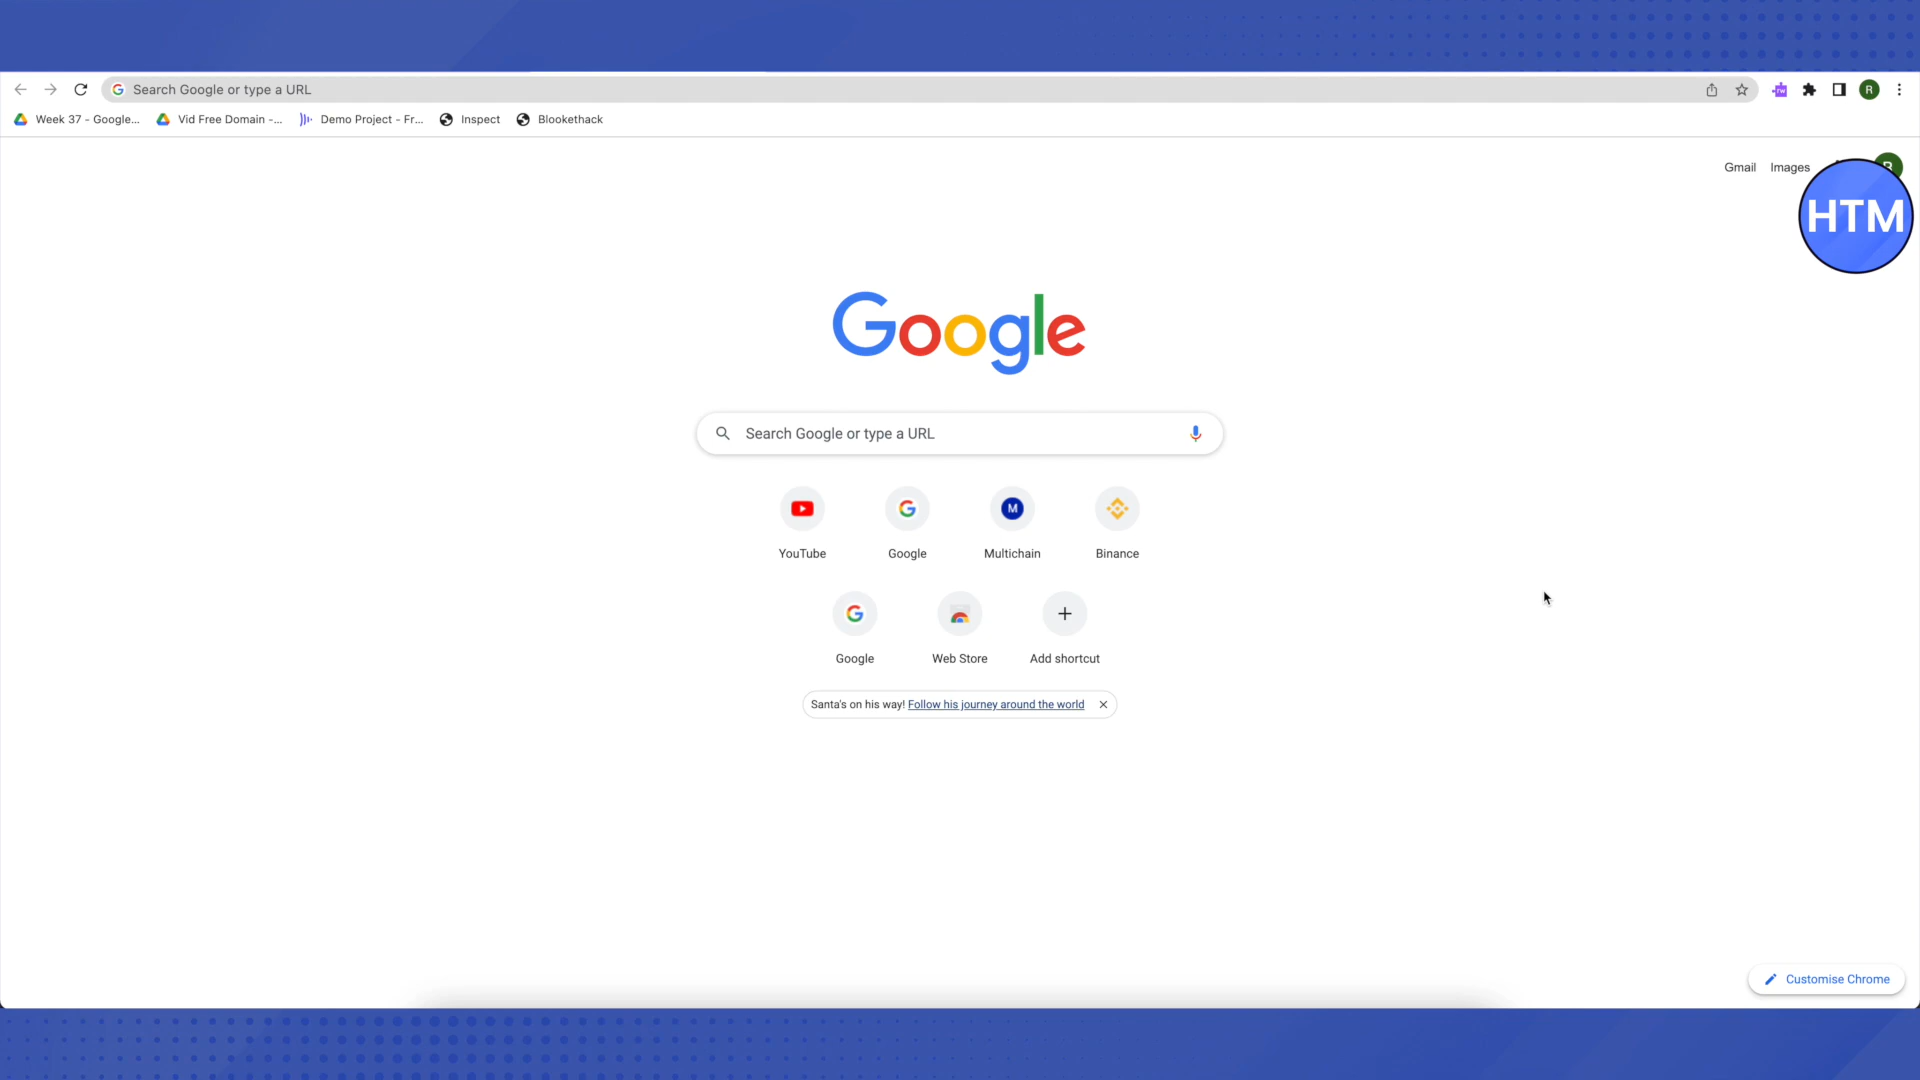 Search Google or type a URL
R
Week 37 - Google...
Vid Free Domain -...
Demo Project - Fr...
Inspect
Blookethack
Gmail
Images
HTM
Google
Search Google or type a URL
M
YouTube
Google
Multichain
Binance
Google
Web Store
Add shortcut
Santa's on his way! Follow his journey around the world
Customise Chrome